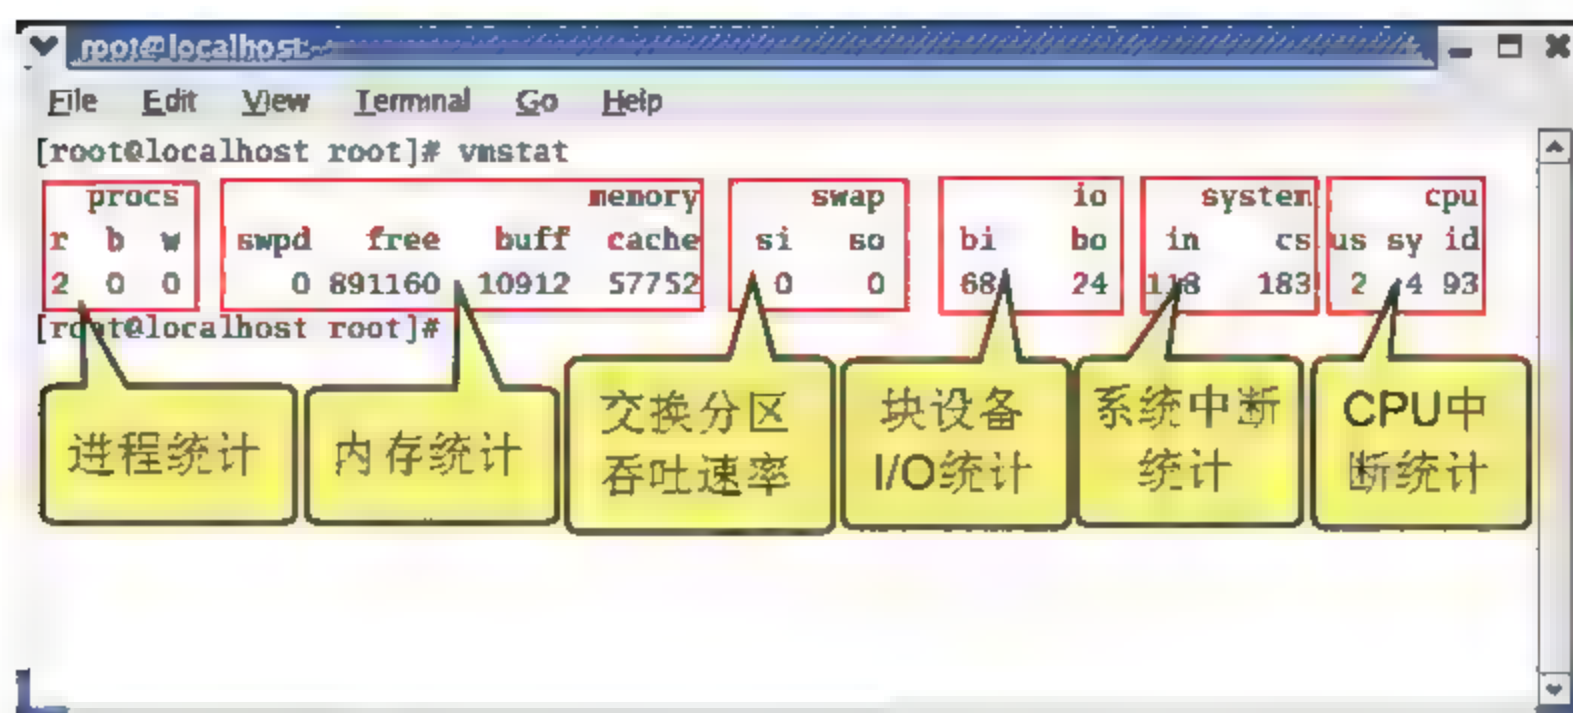 root@localhost:~
File Edit View Terminal Go Help
[root@localhost root]# vmstat
procs memory swap io system cpu
r b w swpd free buff cache si so bi bo in cs us sy id
2 0 0 0 891160 10912 57752 0 0 68 24 118 183 2 4 93
[root@localhost root]#
进程统计
内存统计
交换分区
吞吐速率
块设备
I/O统计
系统中断
统计
CPU中
断统计